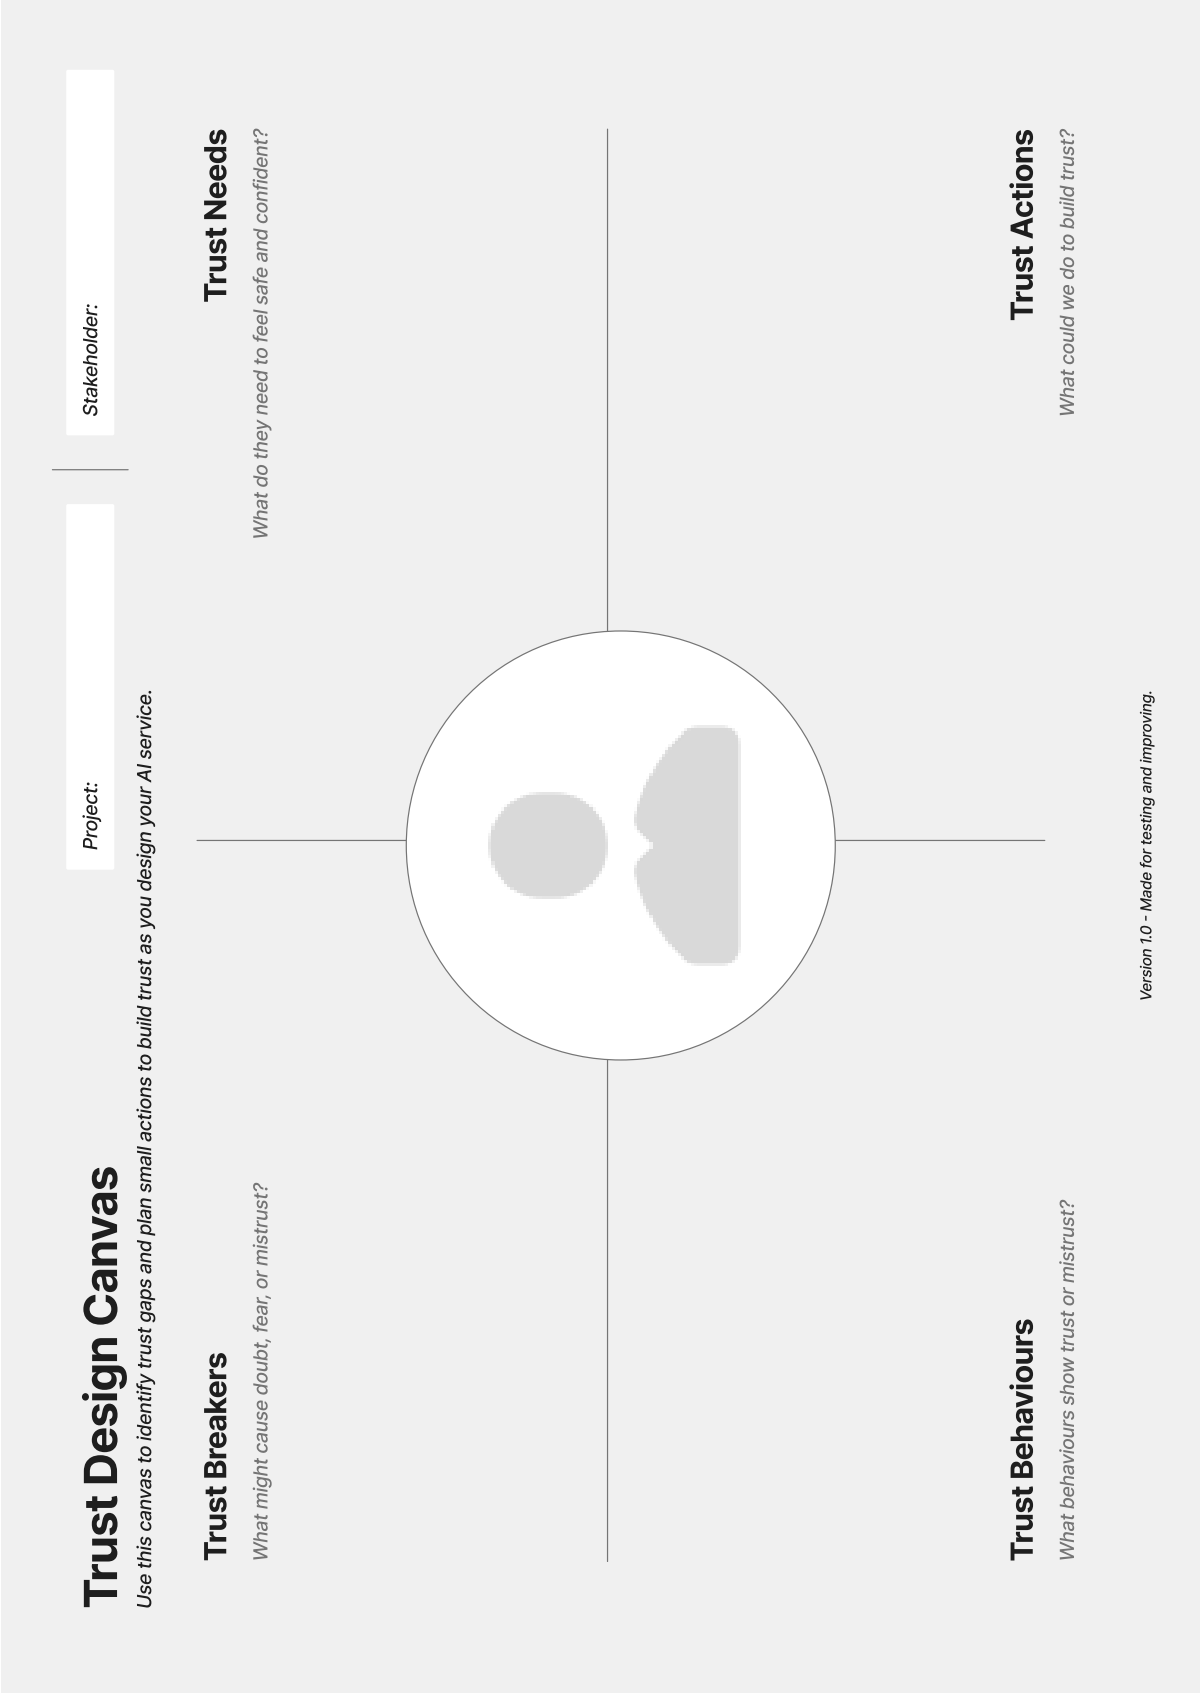 Trust Design Canvas
Use this canvas to identify trust gaps and plan small actions to build trust as you design your AI service.
Project:
Stakeholder:
Trust Breakers
What might cause doubt, fear, or mistrust?
Trust Needs
What do they need to feel safe and confident?
Trust Behaviours
What behaviours show trust or mistrust?
Trust Actions
What could we do to build trust?
Version 1.0 - Made for testing and improving.